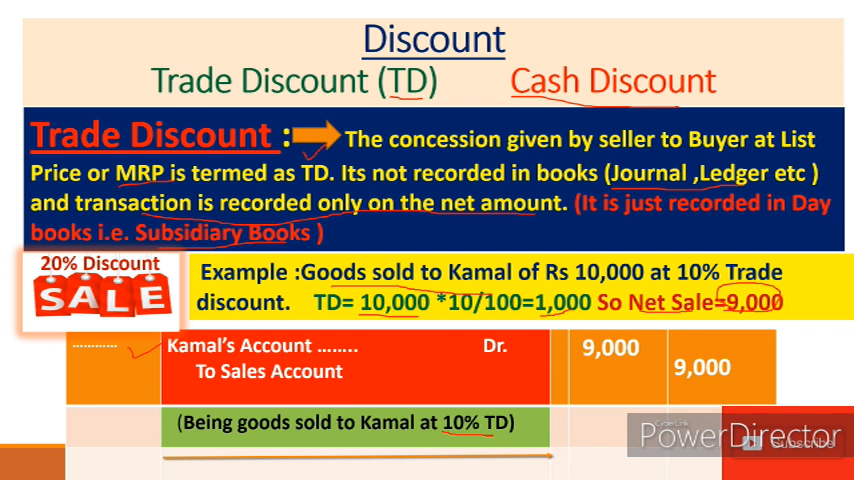 Discount
Trade Discount (TD) Cash Discount
Trade Discount : The concession given by seller to Buyer at List
Price or MRP is termed as TD. Its not recorded in books (Journal ,Ledger etc )
and transaction is recorded only on the net amount. (It is just recorded in Day
books i.e. Subsidiary Books )
20% Discount
SALE
Example :Goods sold to Kamal of Rs 10,000 at 10% Trade
discount. TD= 10,000 *10/100=1,000 So Net Sale=9,000
............ Kamal's Account ........ Dr. 9,000
To Sales Account 9,000
(Being goods sold to Kamal at 10% TD)
CyberLink
PowerDirector
Subscribe